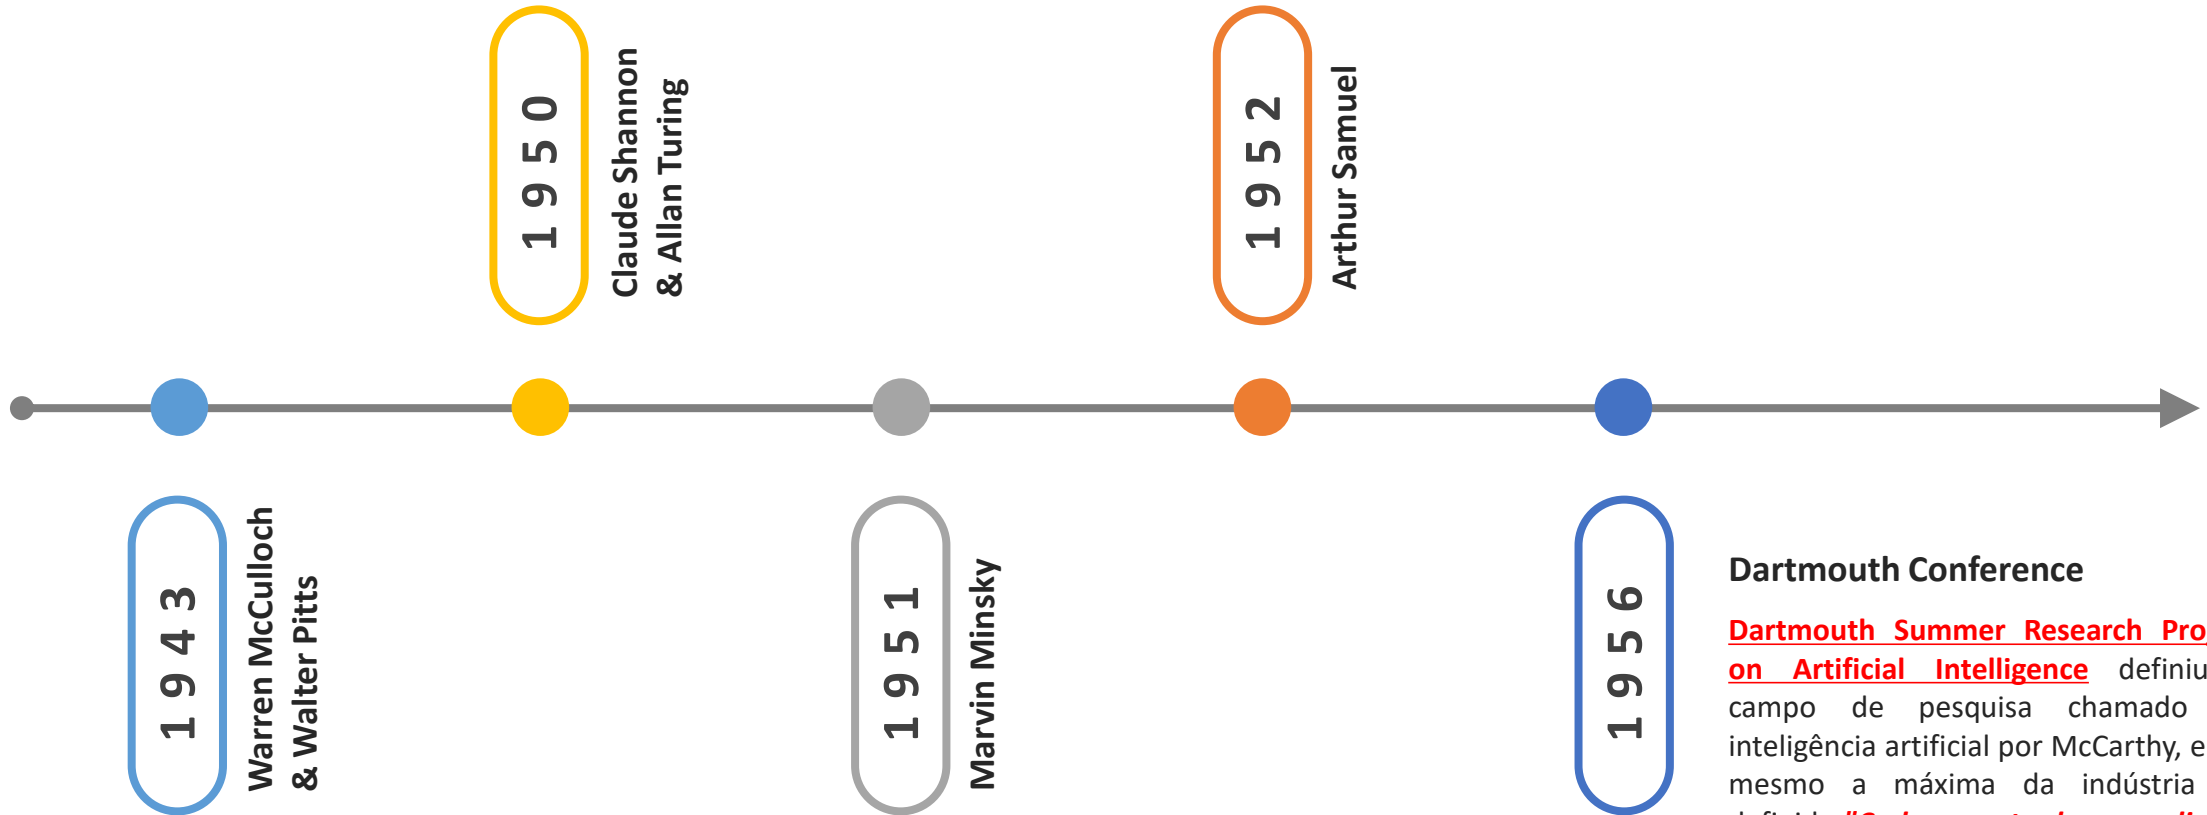 1943
Warren McCulloch
& Walter Pitts
1950
Claude Shannon
& Allan Turing
1951
Marvin Minsky
1952
Arthur Samuel
1956
Dartmouth Conference
Dartmouth Summer Research Pro
on Artificial Intelligence definiu
campo de pesquisa chamado
inteligência artificial por McCarthy, e
mesmo a máxima da indústria